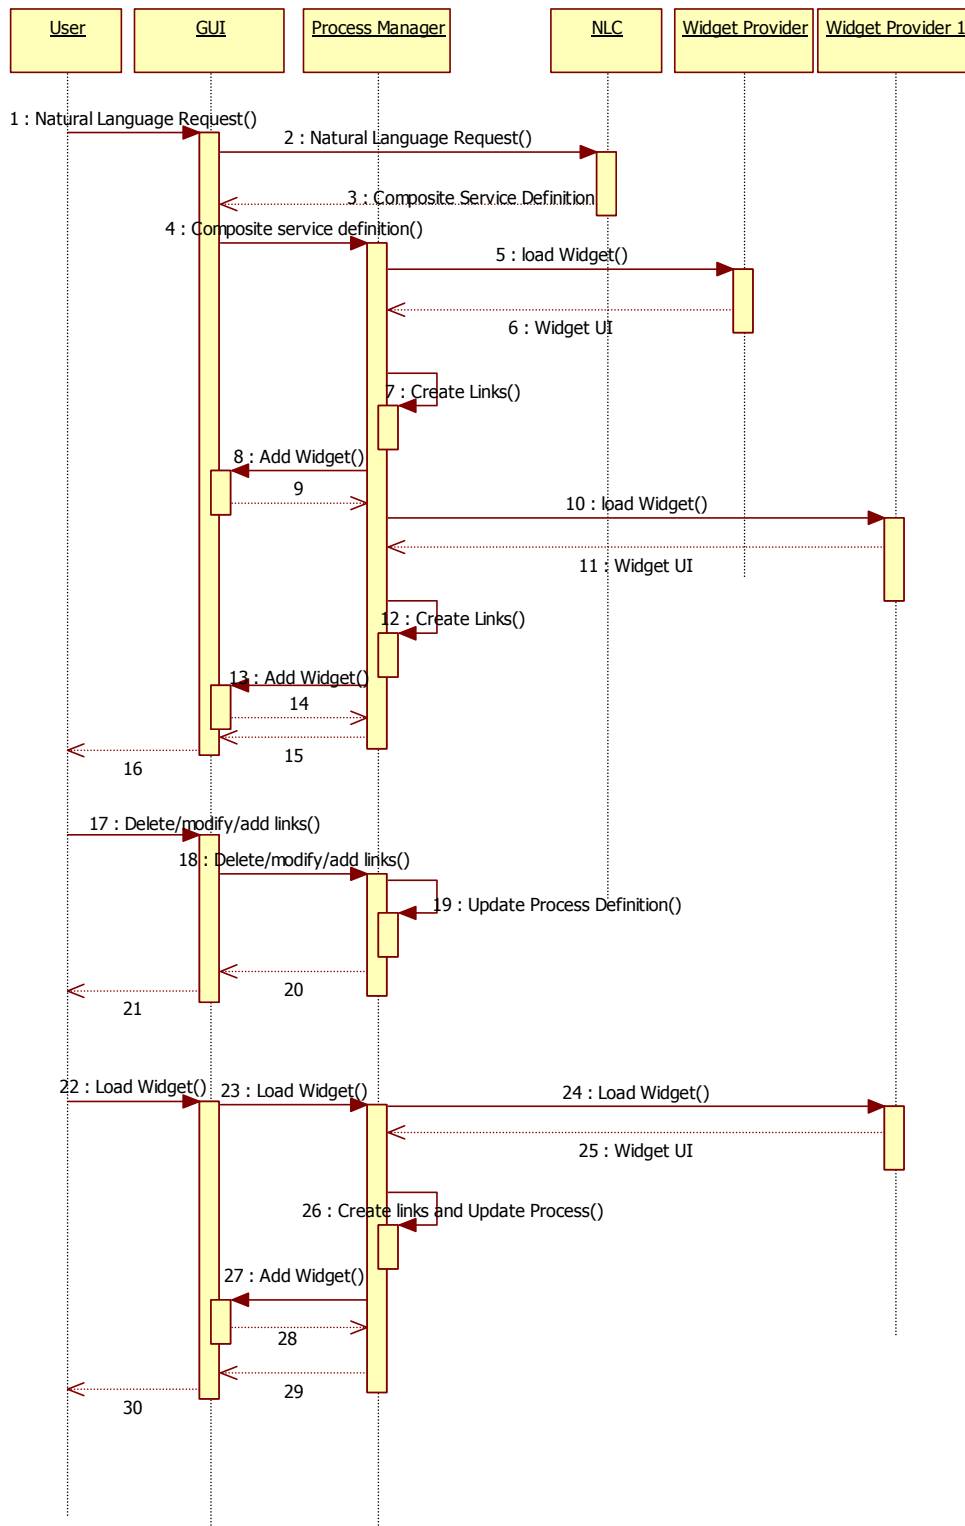 User
GUI
Process Manager
NLC
Widget Provider
Widget Provider 1
1 : Natural Language Request()
2 : Natural Language Request()
3 : Composite Service Definition
4 : Composite service definition()
5 : load Widget()
6 : Widget UI
7 : Create Links()
8 : Add Widget()
9
10 : load Widget()
11 : Widget UI
12 : Create Links()
13 : Add Widget()
14
15
16
17 : Delete/modify/add links()
18 : Delete/modify/add links()
19 : Update Process Definition()
20
21
22 : Load Widget()
23 : Load Widget()
24 : Load Widget()
25 : Widget UI
26 : Create links and Update Process()
27 : Add Widget()
28
29
30